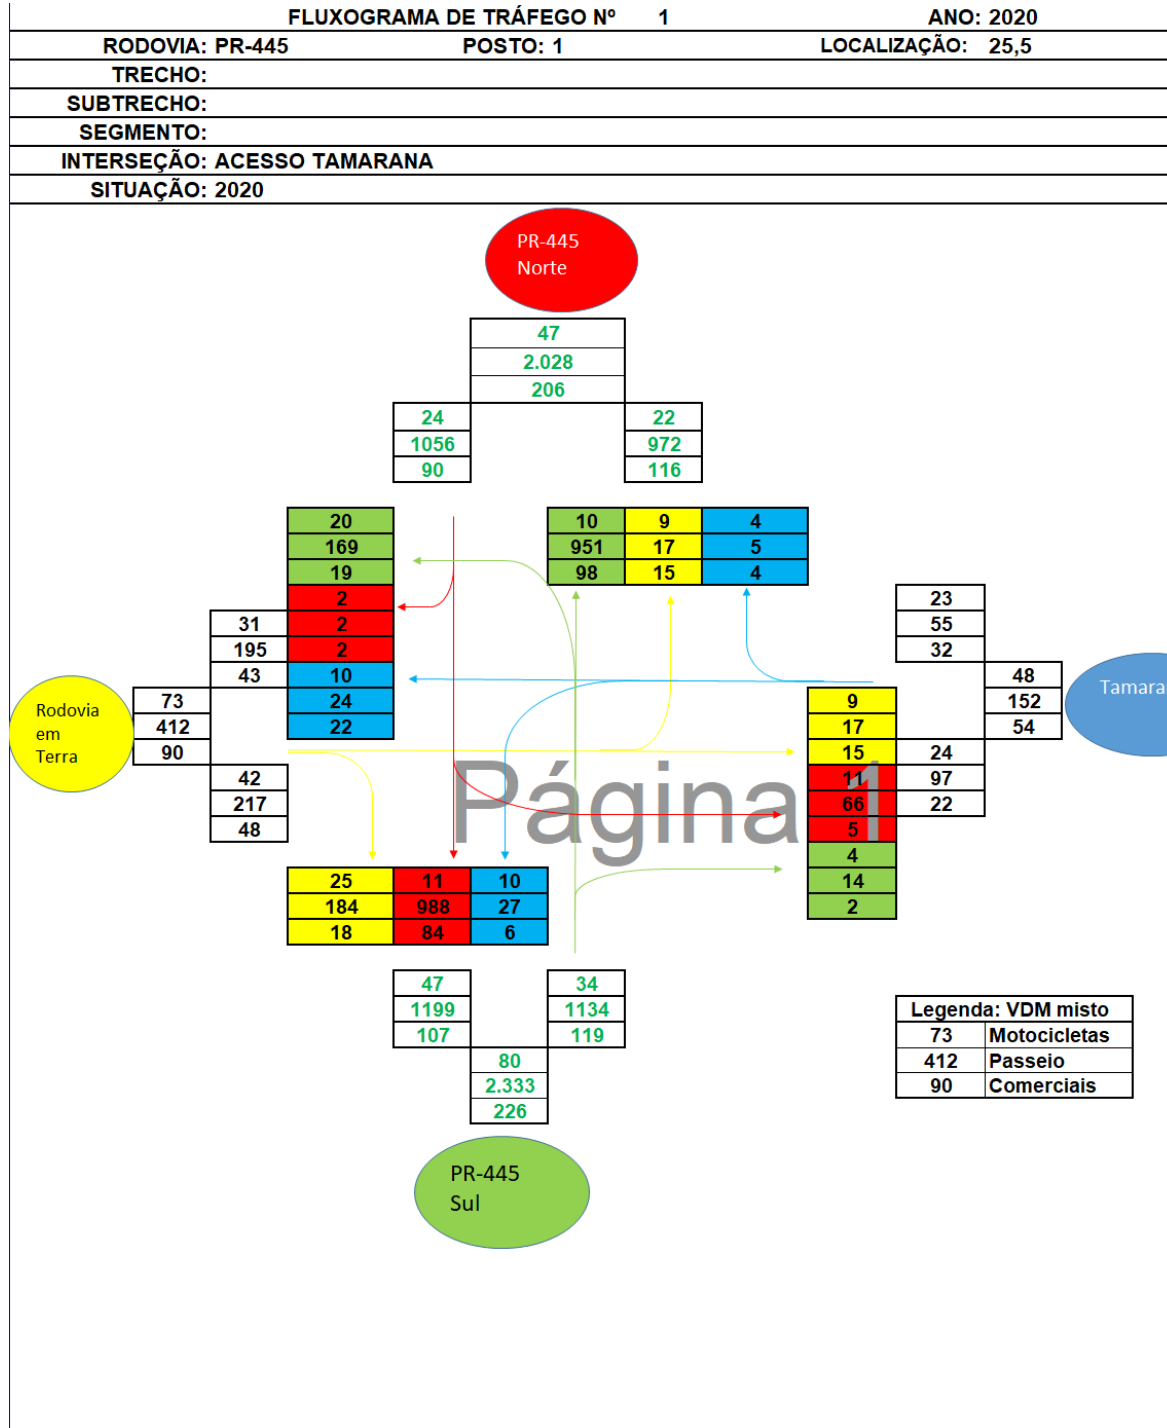 FLUXOGRAMA DE TRÁFEGO Nº 1 ANO: 2020
RODOVIA: PR-445 POSTO: 1 LOCALIZAÇÃO: 25,5
TRECHO:
SUBTRECHO:
SEGMENTO:
INTERSEÇÃO: ACESSO TAMARANA
SITUAÇÃO: 2020
PR-445
Norte
47
2.028
206
24 22
1056 972
90 116
20 10 9 4
169 951 17 5
19 98 15 4
2 23
31 2 55
195 2 32
43 10 48
73 24 9 152
412 22 17 54
90 15 24
42 11 97
217 66 22
48 5
Rodovia
em
Terra
Tamara
Página 1
4
14
2
25 11 10
184 988 27
18 84 6
47 34
1199 1134
107 119
80
2.333
226
Legenda: VDM misto
73 Motocicletas
412 Passeio
90 Comerciais
PR-445
Sul